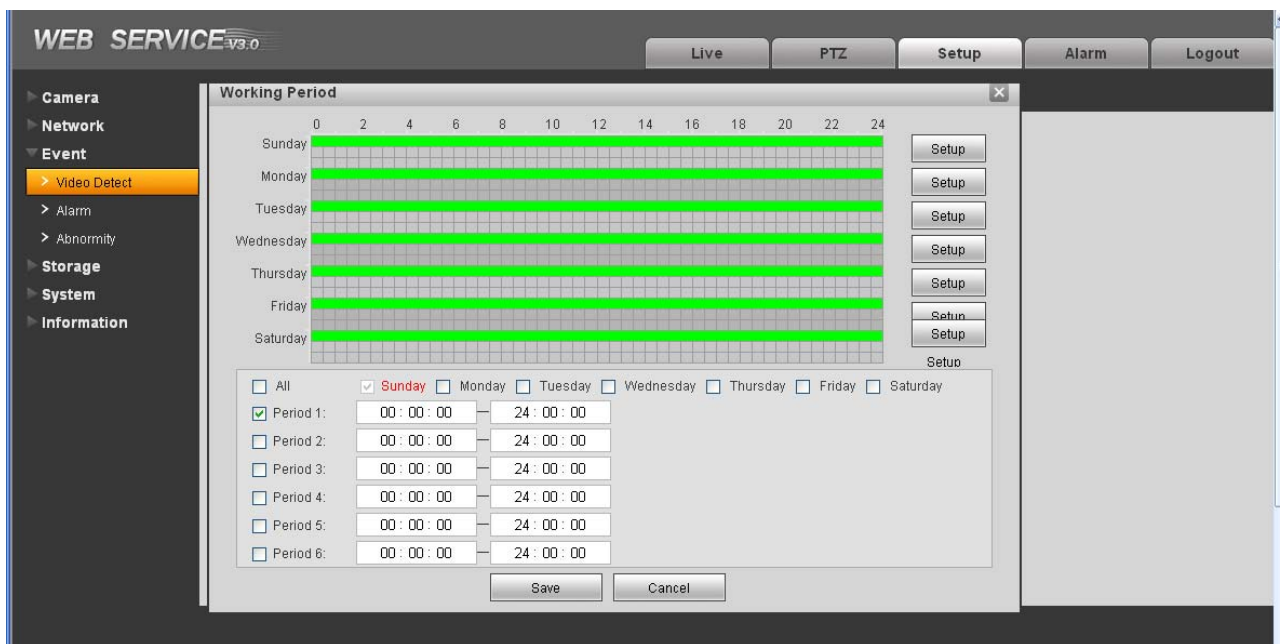 WEB SERVICE V3.0
Live PTZ Setup Alarm Logout
Camera
Network
Event
> Video Detect
> Alarm
> Abnormity
Storage
System
Information
Working Period
0 2 4 6 8 10 12 14 16 18 20 22 24
Sunday Setup
Monday Setup
Tuesday Setup
Wednesday Setup
Thursday Setup
Friday Setup
Saturday Setup
Setup
All Sunday Monday Tuesday Wednesday Thursday Friday Saturday
Period 1: 00 : 00 : 00 — 24 : 00 : 00
Period 2: 00 : 00 : 00 — 24 : 00 : 00
Period 3: 00 : 00 : 00 — 24 : 00 : 00
Period 4: 00 : 00 : 00 — 24 : 00 : 00
Period 5: 00 : 00 : 00 — 24 : 00 : 00
Period 6: 00 : 00 : 00 — 24 : 00 : 00
Save Cancel